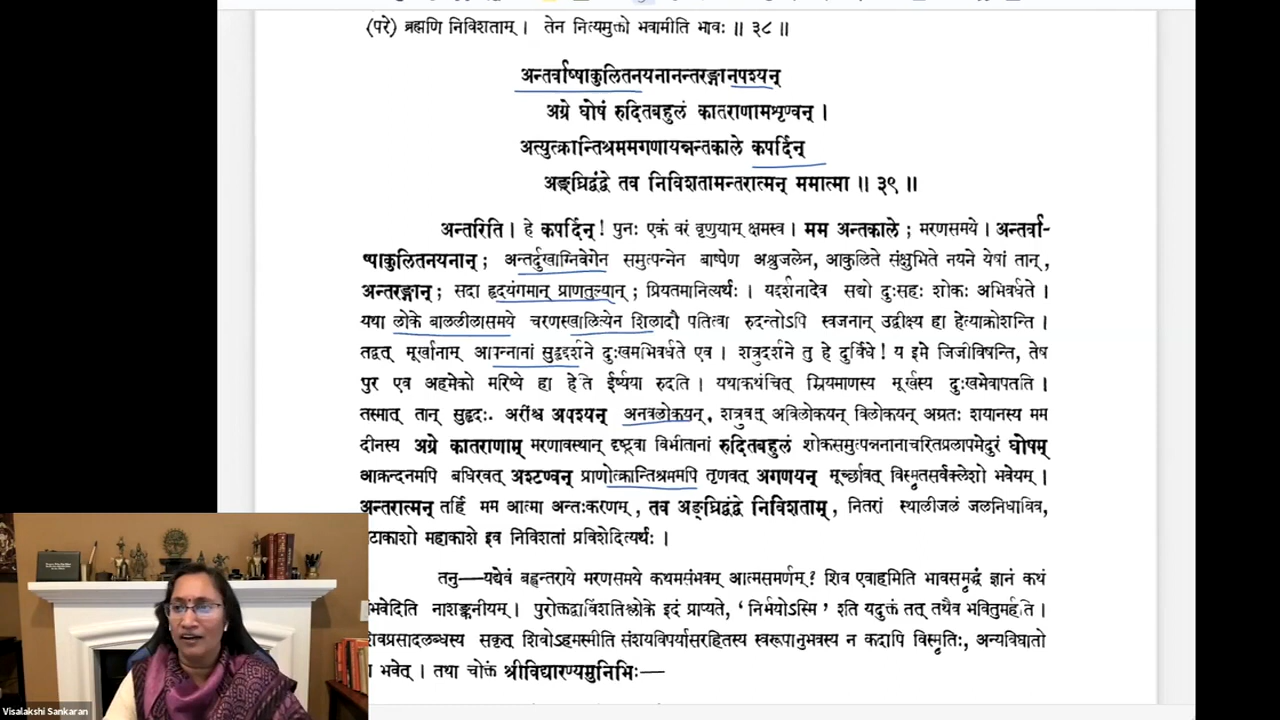 (परे) ब्रह्मणि निविशताम् । तेन नित्यमुक्तो भवामीति भावः ॥ ३८ ॥
अन्तर्वाष्पाकुलितनयनानन्तरङ्गानपश्यन्
अग्रे घोषं रुदितबहुलं कातराणामशृण्वन् ।
अत्युत्क्रान्तिश्रममगणायन्नन्तकाले कपर्दिन्
अङ्घ्रिद्वंद्वे तव निविशतामन्तरात्मन् ममात्मा ॥ ३९ ॥
अन्तरिति । हे कपर्दिन् ! पुनः एकं वरं वृणुयाम् क्षमस्व । मम अन्तकाले ; मरणसमये । अन्तर्वा-
ष्पाकुलितनयनान् ; अन्तर्दुखाग्निवेगेन समुत्पन्नेन बाष्पेण अश्रुजलेन, आकुलिते संक्षुभिते नयने येषां तान्,
अन्तरङ्गान् ; सदा हृदयंगमान् प्राणतुल्यान् ; प्रियतमानित्यर्थः । यद्दर्शनादेव सद्यो दुःसहः शोकः अभिवर्धते ।
यथा लोके बाललीलासमये चरणस्खालित्येन शिलादौ पतित्वा रुदन्तोऽपि स्वजनान् उद्वीक्ष्य हा हेत्याक्रोशन्ति ।
तद्वत् मूर्खानाम् आपन्नानां सुहृद्दर्शने दुःखमभिवर्धते एव । शत्रुदर्शने तु हे दुर्विधे ! य इमे जिजीविषन्ति, तेष
पुर एव अहमेको मरिष्ये हा हेति ईर्ष्यया रुदति । यथाकथंचित् म्रियमाणस्य मूर्खस्य दुःखमेवापतति ।
तस्मात् तान् सुहृदः. अरींश्च अपश्यन् अनवलोकयन्, शत्रुवत् अविलोकयन् विलोकयन् अग्रतः शयानस्य मम
दीनस्य अग्रे कातराणाम् मरणावस्थान् दृष्ट्वा विभीतानां रुदितबहुलं शोकसमुत्पन्ननानाचरितप्रलापमेदुरं घोषम्
आक्रन्दनमपि बधिरवत् अश्टण्वन् प्राणोत्क्रान्तिश्रममपि तृणवत् अगणयन् मूर्च्छावत् विस्मृतसर्वक्लेशो भवेयम् ।
अन्तरात्मन् तर्हि मम आत्मा अन्तःकरणम्, तव अङ्घ्रिद्वंद्वे निविशताम्, नितरां स्थालीजलं जलनिधाविव,
टाकाशो महाकाशे इव निविशतां प्रविशेदित्यर्थः ।
तनु—यद्येवं बह्वन्तराये मरणसमये कथमसंभवम् आत्मसमर्णम् ? शिव एवाहमिति भावसमृद्धं ज्ञानं कथं
भवेदिति नाशङ्कनीयम् । पुरोक्तद्वाविंशतिश्लोके इदं प्राप्यते, ‘निर्भयोऽस्मि’ इति यदुक्तं तत् तथैव भवितुमर्हति ।
शिवप्रसादलब्धस्य सकृत् शिवोऽहमस्मीति संशयविपर्यासरहितस्य स्वरूपानुभवस्य न कदापि विस्मृतिः, अन्यविघातो
भवेत् । तथा चोक्तं श्रीविद्यारण्यमुनिभिः—
Visalakshi Sankaran